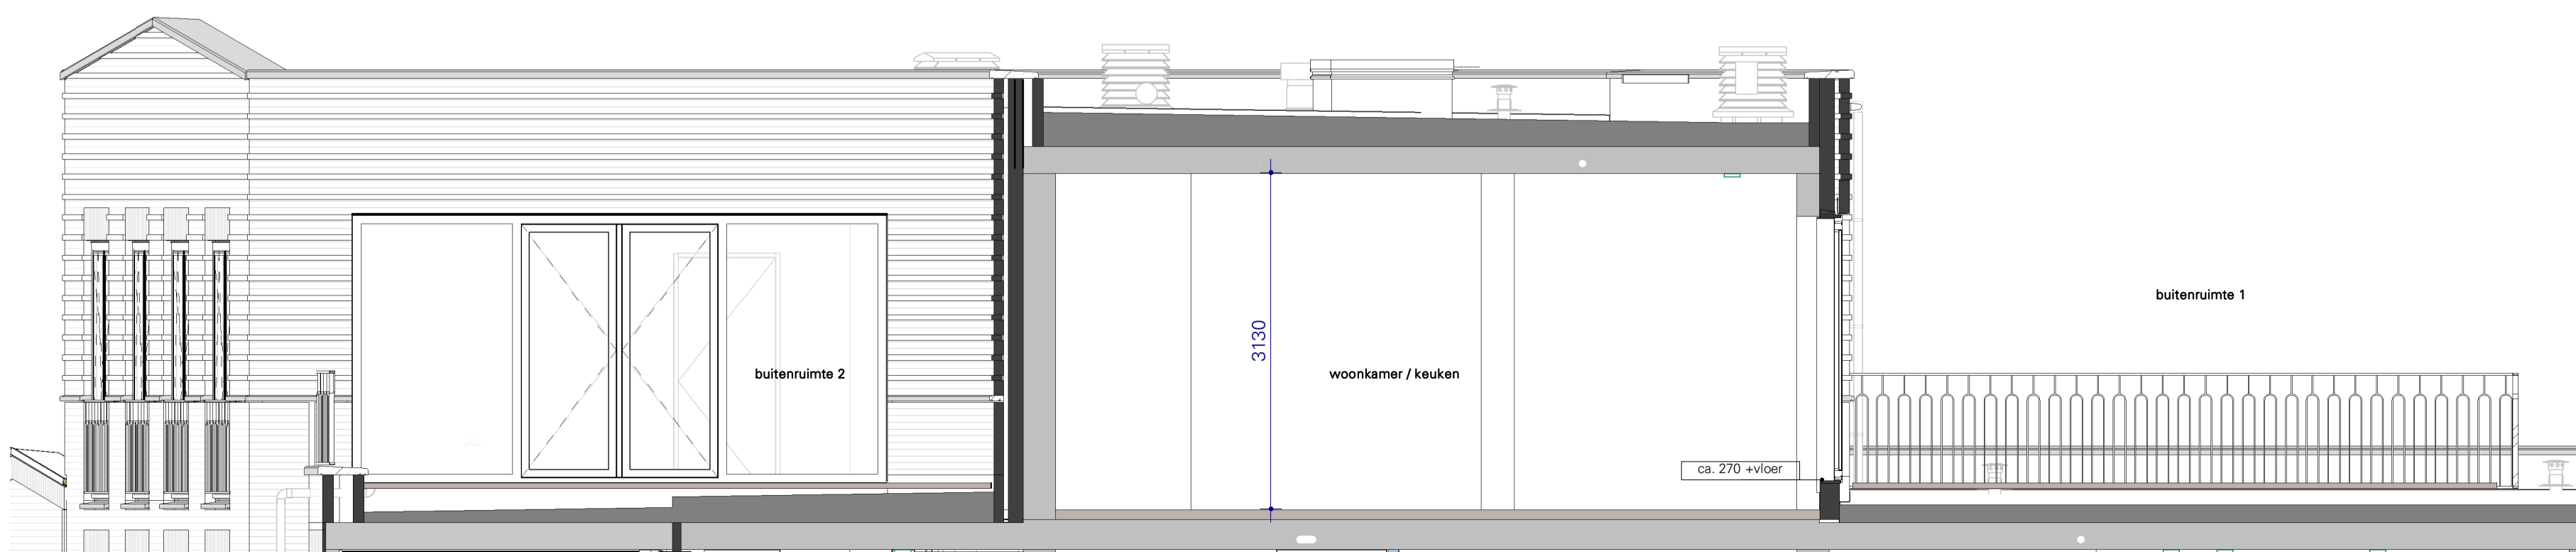 buitenruimte 1
3130
buitenruimte 2
woonkamer / keuken
ca. 270 +vloer